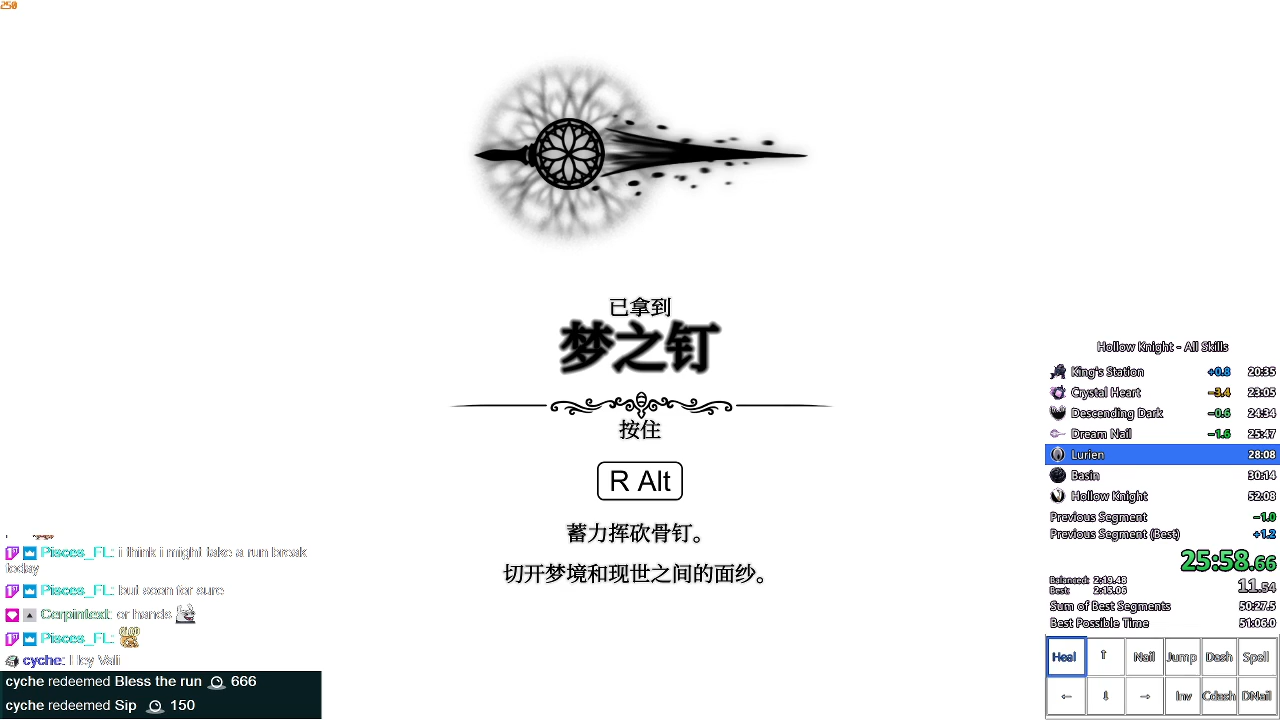 250
已拿到
梦之钉
按住
R Alt
蓄力挥砍骨钉。
切开梦境和现世之间的面纱。
Pisces_FL: i think i might take a run break
today
Pisces_FL: but soon for sure
Cerpintext: or hands
Pisces_FL:
cyche: Hey Vali
cyche redeemed Bless the run 666
cyche redeemed Sip 150
Hollow Knight - All Skills
King's Station +0.8 20:35
Crystal Heart −3.4 23:05
Descending Dark −0.6 24:34
Dream Nail −1.6 25:47
Lurien 28:08
Basin 30:14
Hollow Knight 52:08
Previous Segment −1.0
Previous Segment (Best) +1.2
25:58.66
Balanced: 2:19.48
Best: 2:15.06
11.54
Sum of Best Segments 50:27.5
Best Possible Time 51:06.0
Heal ↑ Nail Jump Dash Spell
← ↓ → Inv Cdash DNail